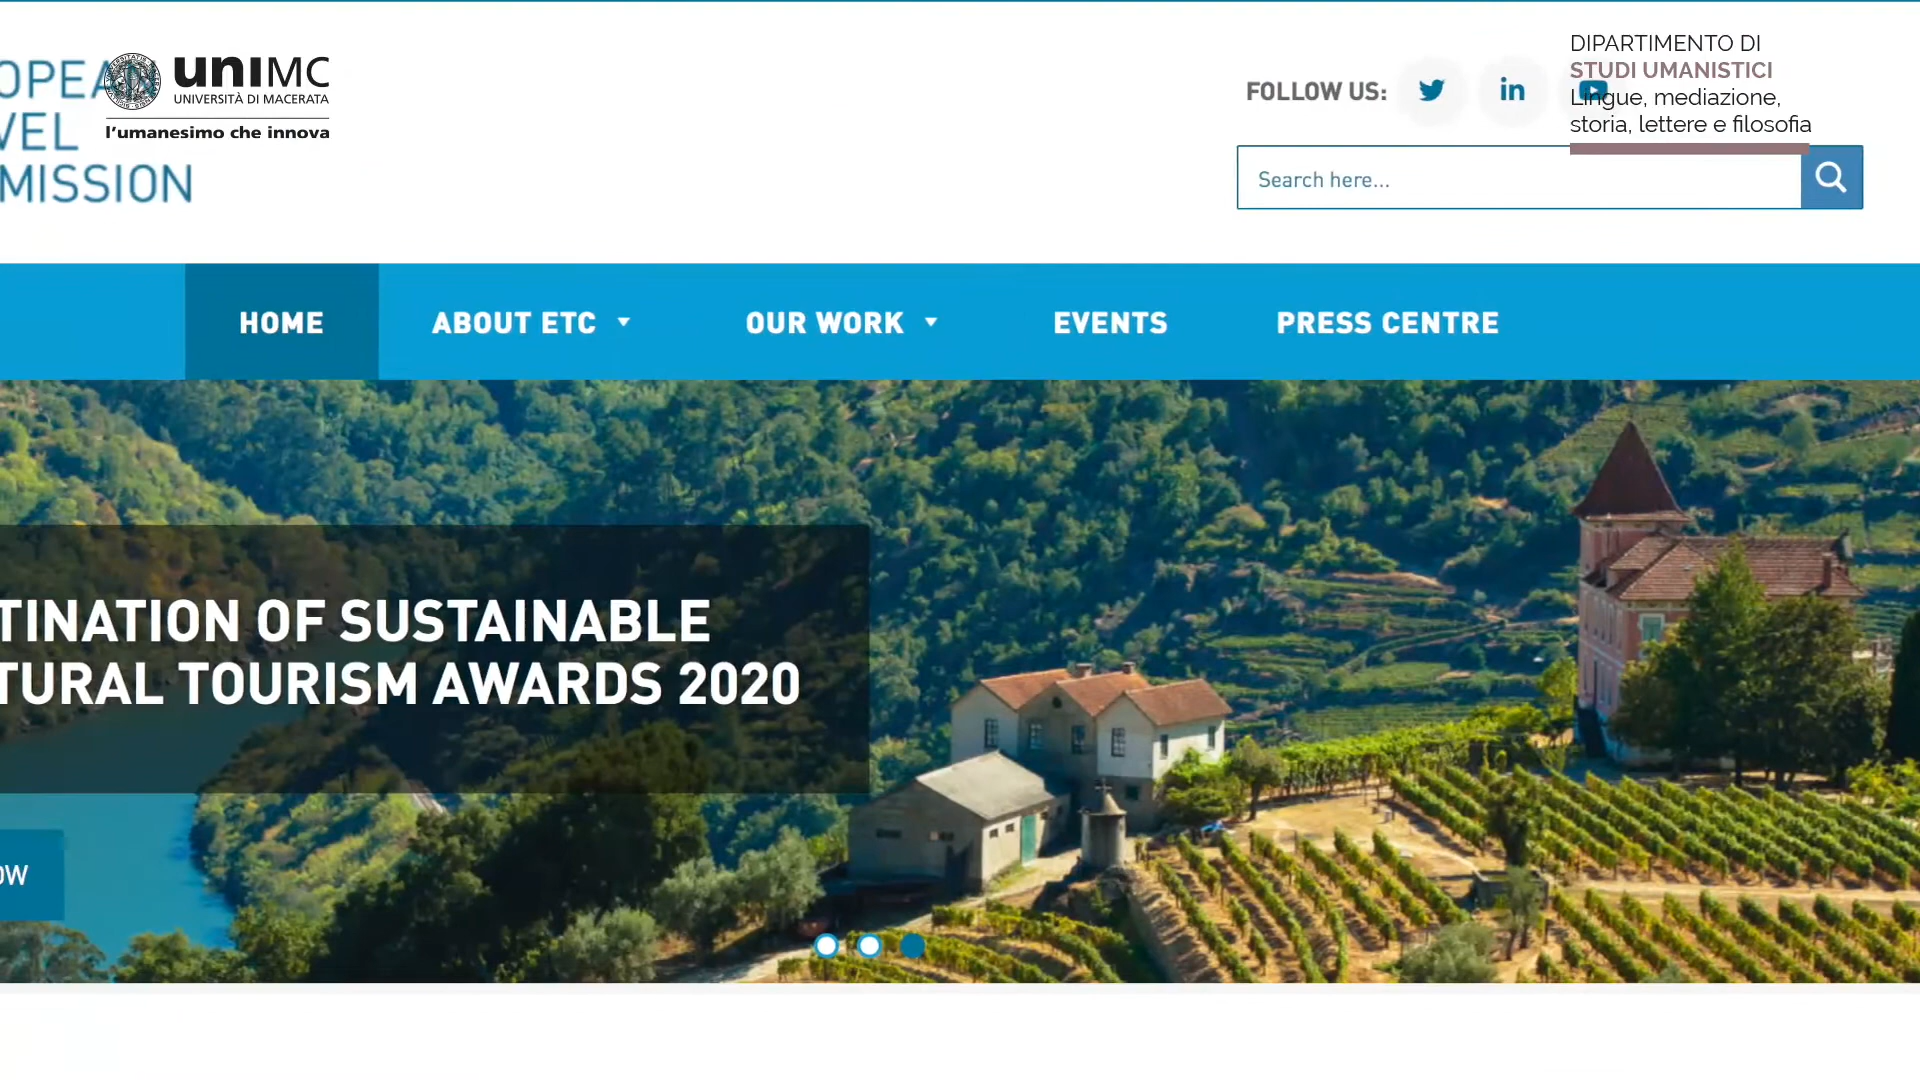 OPEAN
VEL
MISSION
unIMC
UNIVERSITÀ DI MACERATA
l'umanesimo che innova
FOLLOW US:
DIPARTIMENTO DI
STUDI UMANISTICI
Lingue, mediazione,
storia, lettere e filosofia
Search here...
HOME
ABOUT ETC
OUR WORK
EVENTS
PRESS CENTRE
TINATION OF SUSTAINABLE
TURAL TOURISM AWARDS 2020
OW